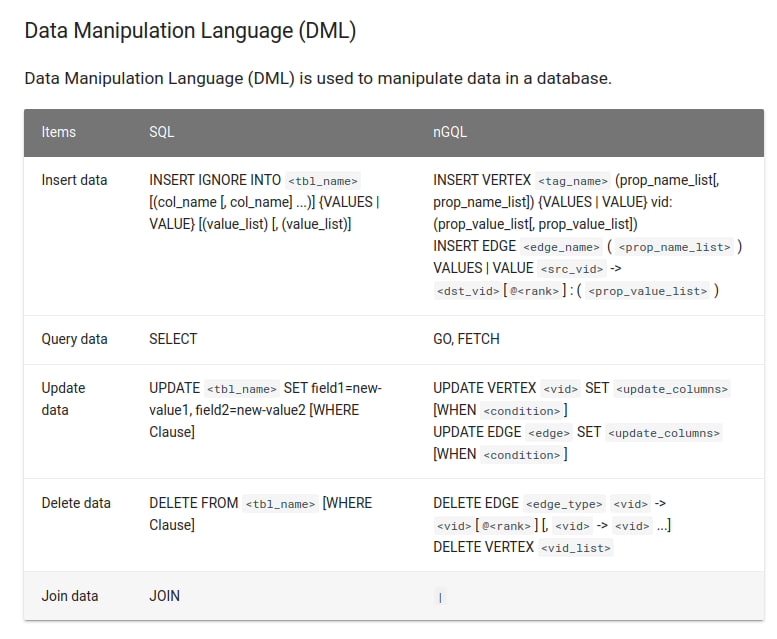 Data Manipulation Language (DML)
Data Manipulation Language (DML) is used to manipulate data in a database.
Items SQL nGQL
Insert data
INSERT IGNORE INTO <tbl_name>
[(col_name [, col_name] ...)] {VALUES |
VALUE} [(value_list) [, (value_list)]
INSERT VERTEX <tag_name> (prop_name_list[,
prop_name_list]) {VALUES | VALUE} vid:
(prop_value_list[, prop_value_list])
INSERT EDGE <edge_name> ( <prop_name_list> )
VALUES | VALUE <src_vid> ->
<dst_vid> [ @<rank> ] : ( <prop_value_list> )
Query data SELECT GO, FETCH
Update
data
UPDATE <tbl_name> SET field1=new-
value1, field2=new-value2 [WHERE
Clause]
UPDATE VERTEX <vid> SET <update_columns>
[WHEN <condition> ]
UPDATE EDGE <edge> SET <update_columns>
[WHEN <condition> ]
Delete data
DELETE FROM <tbl_name> [WHERE
Clause]
DELETE EDGE <edge_type> <vid> ->
<vid> [ @<rank> ] [, <vid> -> <vid> ...]
DELETE VERTEX <vid_list>
Join data JOIN |